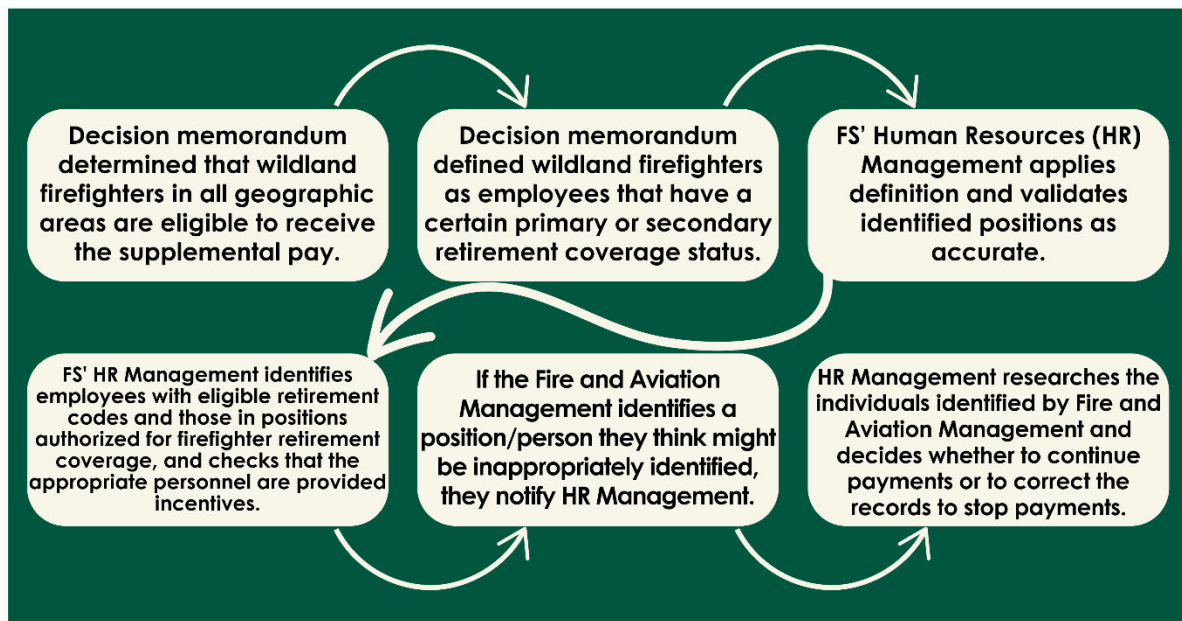 Decision memorandum
determined that wildland
firefighters in all geographic
areas are eligible to receive
the supplemental pay.
Decision memorandum
defined wildland firefighters
as employees that have a
certain primary or secondary
retirement coverage status.
FS' Human Resources (HR)
Management applies
definition and validates
identified positions as
accurate.
FS' HR Management identifies
employees with eligible retirement
codes and those in positions
authorized for firefighter retirement
coverage, and checks that the
appropriate personnel are provided
incentives.
If the Fire and Aviation
Management identifies a
position/person they think might
be inappropriately identified,
they notify HR Management.
HR Management researches the
individuals identified by Fire and
Aviation Management and
decides whether to continue
payments or to correct the
records to stop payments.